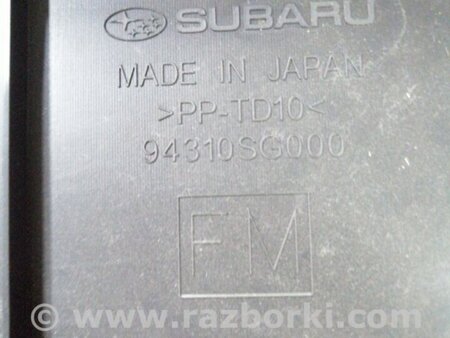 SUBARU
MADE IN JAPAN
>PP-TD10<
94310SG000
FM
www.razborki.com